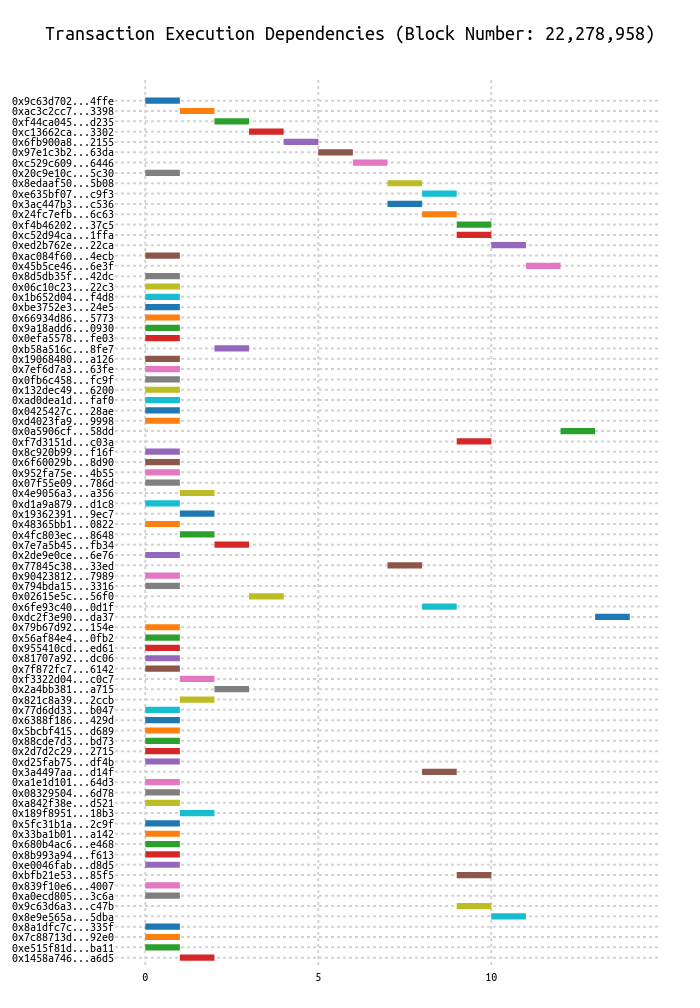 Transaction Execution Dependencies (Block Number: 22,278,958)
0x9c63d702...4ffe
0xac3c2cc7...3398
0xf44ca045...d235
0xc13662ca...3302
0x6fb900a8...2155
0x97e1c3b2...63da
0xc529c609...6446
0x20c9e10c...5c30
0x8edaaf50...5b08
0xe635bf07...c9f3
0x3ac447b3...c536
0x24fc7efb...6c63
0xf4b46202...37c5
0xc52d94ca...1ffa
0xed2b762e...22ca
0xac084f60...4ecb
0x45b5ce46...6e3f
0x8d5db35f...42dc
0x06c10c23...22c3
0x1b652d04...f4d8
0xbe3752e3...24e5
0x66934d86...5773
0x9a18add6...0930
0x0efa5578...fe03
0xb58a516c...8fe7
0x19068480...a126
0x7ef6d7a3...63fe
0x0fb6c458...fc9f
0x132dec49...6200
0xad0dea1d...faf0
0x0425427c...28ae
0xd4023fa9...9998
0x0a5906cf...58dd
0xf7d3151d...c03a
0x8c920b99...f16f
0x6f60029b...8d90
0x952fa75e...4b55
0x07f55e09...786d
0x4e9056a3...a356
0xd1a9a879...d1c8
0x19362391...9ec7
0x48365bb1...0822
0x4fc803ec...8648
0x7e7a5b45...fb34
0x2de9e0ce...6e76
0x77845c38...33ed
0x90423812...7989
0x794bda15...3316
0x02615e5c...56f0
0x6fe93c40...0d1f
0xdc2f3e90...da37
0x79b67d92...154e
0x56af84e4...0fb2
0x955410cd...ed61
0x81707a92...dc06
0x7f872fc7...6142
0xf3322d04...c0c7
0x2a4bb381...a715
0x821c8a39...2ccb
0x77d6dd33...b047
0x6388f186...429d
0x5bcbf415...d689
0x88cde7d3...bd73
0x2d7d2c29...2715
0xd25fab75...df4b
0x3a4497aa...d14f
0xa1e1d101...64d3
0x08329504...6d78
0xa842f38e...d521
0x189f8951...18b3
0x5fc31b1a...2c9f
0x33ba1b01...a142
0x680b4ac6...e468
0x8b993a94...f613
0xe0046fab...d8d5
0xbfb21e53...85f5
0x839f10e6...4007
0xa0ecd805...3c6a
0x9c63d6a3...c47b
0x8e9e565a...5dba
0x8a1dfc7c...335f
0x7c88713d...92e0
0xe515f81d...ba11
0x1458a746...a6d5
0 5 10